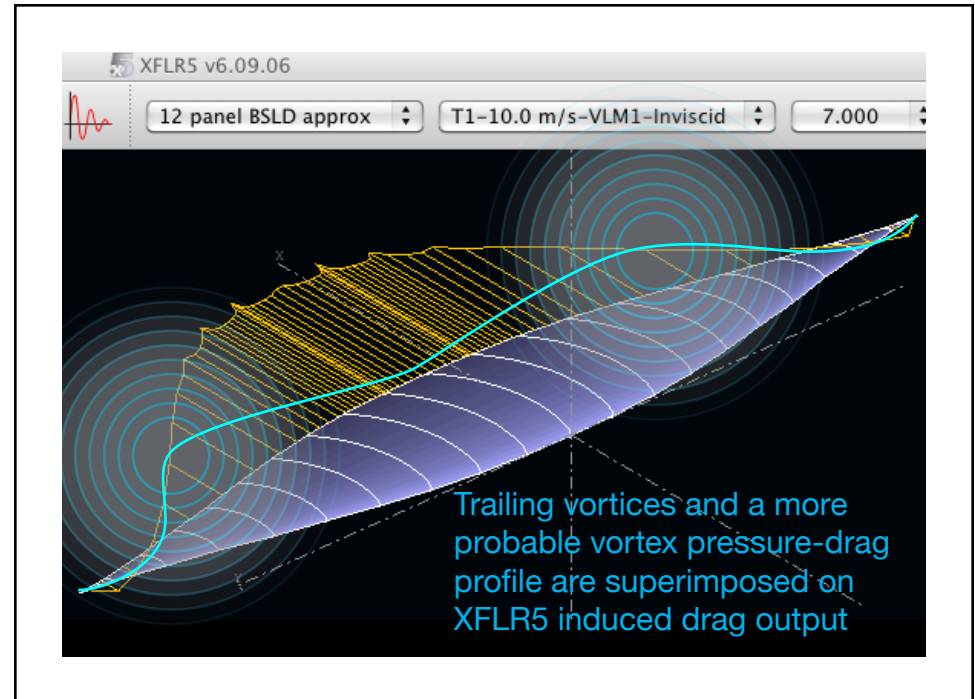 XFLR5 v6.09.06
12 panel BSLD approx T1-10.0 m/s-VLM1-Inviscid 7.000
X
Y
Trailing vortices and a more
probable vortex pressure-drag
profile are superimposed on
XFLR5 induced drag output